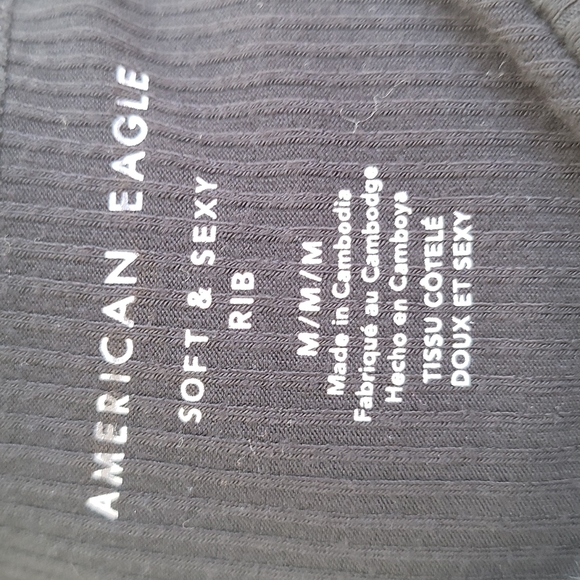 AMERICAN EAGLE
SOFT & SEXY
RIB
M/M/M
Made in Cambodia
Fabriqué au Cambodge
Hecho en Camboya
TISSU CÔTELÉ
DOUX ET SEXY